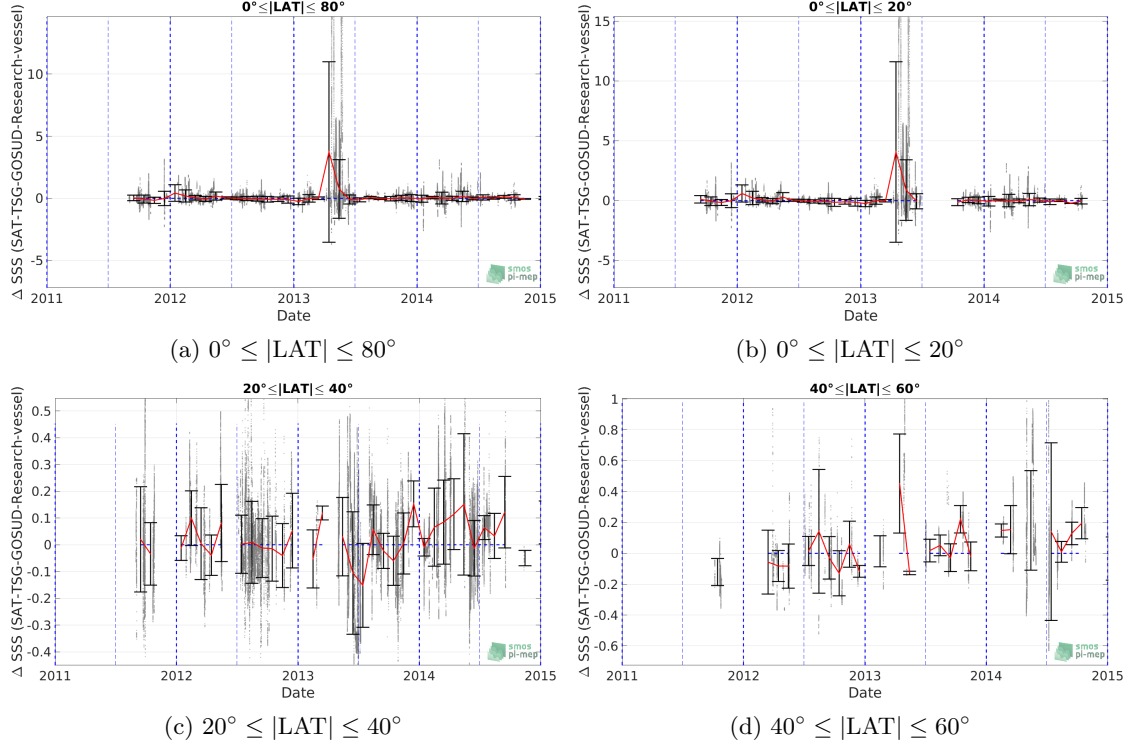 0°≤|LAT|≤ 80°
Δ SSS (SAT-TSG-GOSUD-Research-vessel)
10
5
0
-5
smos
pi-mep
2011 2012 2013 2014 2015
Date
(a) 0° ≤ |LAT| ≤ 80°
0°≤|LAT|≤ 20°
Δ SSS (SAT-TSG-GOSUD-Research-vessel)
15
10
5
0
-5
smos
pi-mep
2011 2012 2013 2014 2015
Date
(b) 0° ≤ |LAT| ≤ 20°
20°≤|LAT|≤ 40°
Δ SSS (SAT-TSG-GOSUD-Research-vessel)
0.5
0.4
0.3
0.2
0.1
0
-0.1
-0.2
-0.3
-0.4
smos
pi-mep
2011 2012 2013 2014 2015
Date
(c) 20° ≤ |LAT| ≤ 40°
40°≤|LAT|≤ 60°
Δ SSS (SAT-TSG-GOSUD-Research-vessel)
1
0.8
0.6
0.4
0.2
0
-0.2
-0.4
-0.6
smos
pi-mep
2011 2012 2013 2014 2015
Date
(d) 40° ≤ |LAT| ≤ 60°